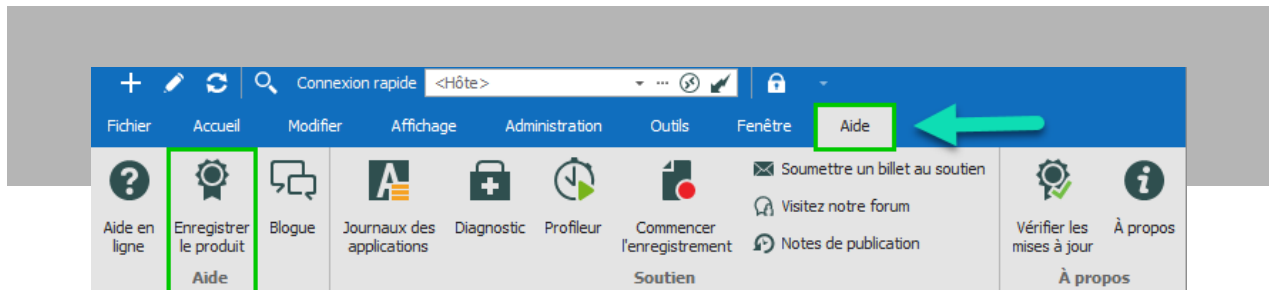 Connexion rapide <Hôte>
Fichier Accueil Modifier Affichage Administration Outils Fenêtre Aide
Aide en ligne
Enregistrer le produit
Blogue
Aide
Journaux des applications
Diagnostic
Profileur
Commencer l'enregistrement
Soumettre un billet au soutien
Visitez notre forum
Notes de publication
Soutien
Vérifier les mises à jour
À propos
À propos